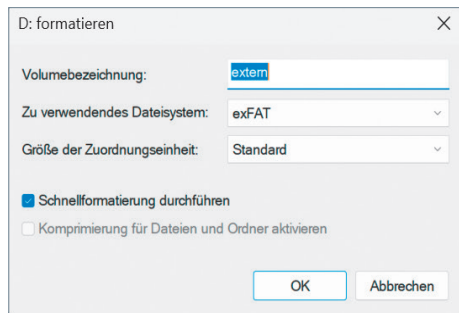 D: formatieren
Volumebezeichnung: extern
Zu verwendendes Dateisystem: exFAT
Größe der Zuordnungseinheit: Standard
Schnellformatierung durchführen
Komprimierung für Dateien und Ordner aktivieren
OK Abbrechen